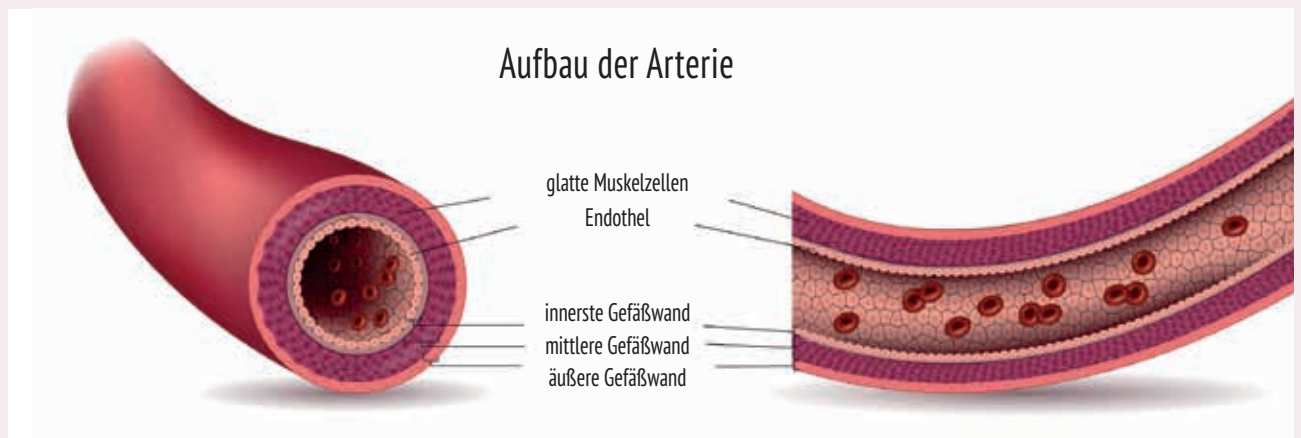 Aufbau der Arterie
glatte Muskelzellen
Endothel
innerste Gefäßwand
mittlere Gefäßwand
äußere Gefäßwand